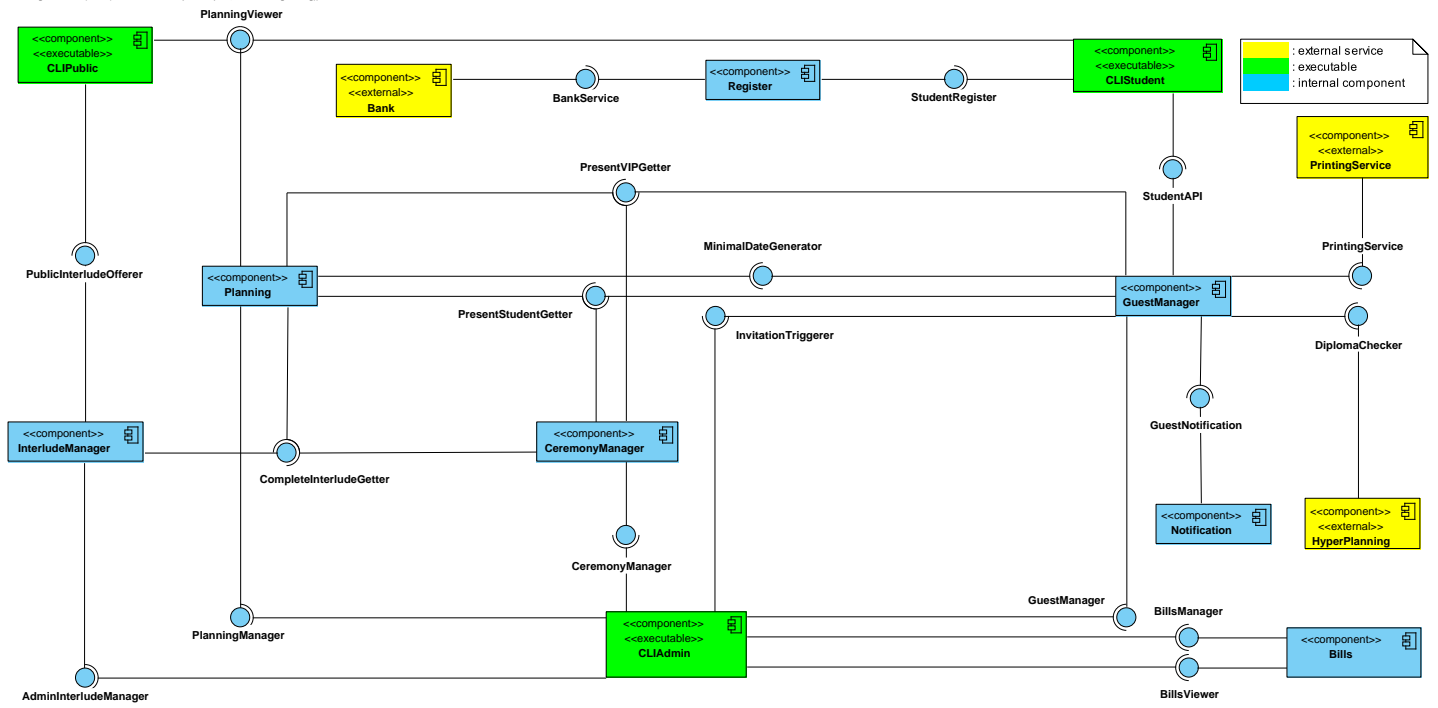 PlanningViewer
<<component>>
<<executable>>
CLIPublic
<<component>>
<<external>>
Bank
BankService
<<component>>
Register
StudentRegister
<<component>>
<<executable>>
CLIStudent
: external service
: executable
: internal component
<<component>>
<<external>>
PrintingService
PresentVIPGetter
StudentAPI
PublicInterludeOfferer
<<component>>
Planning
MinimalDateGenerator
PrintingService
<<component>>
GuestManager
PresentStudentGetter
InvitationTriggerer
DiplomaChecker
<<component>>
InterludeManager
CompleteInterludeGetter
<<component>>
CeremonyManager
GuestNotification
<<component>>
Notification
<<component>>
<<external>>
HyperPlanning
CeremonyManager
PlanningManager
<<component>>
<<executable>>
CLIAdmin
GuestManager
BillsManager
<<component>>
Bills
AdminInterludeManager
BillsViewer